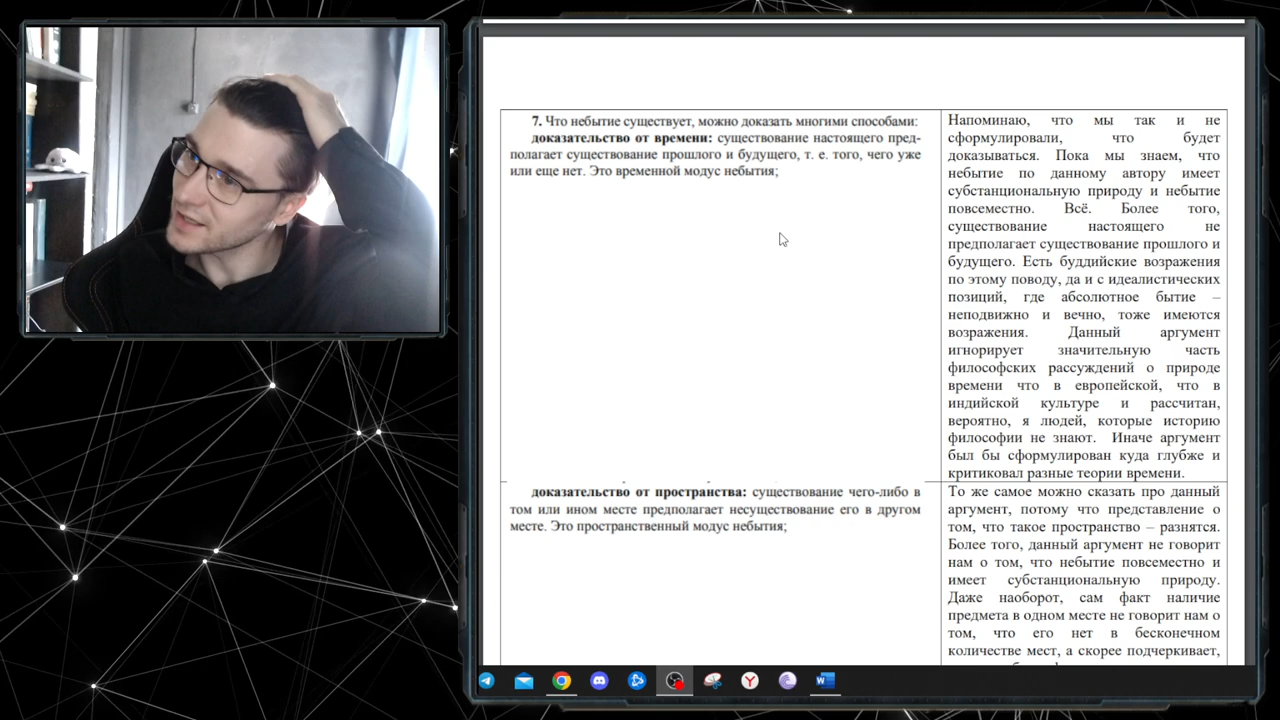 7. Что небытие существует, можно доказать многими способами:
доказательство от времени: существование настоящего пред-
полагает существование прошлого и будущего, т. е. того, чего уже
или еще нет. Это временной модус небытия;
Напоминаю, что мы так и не
сформулировали, что будет
доказываться. Пока мы знаем, что
небытие по данному автору имеет
субстанциональную природу и небытие
повсеместно. Всё. Более того,
существование настоящего не
предполагает существование прошлого и
будущего. Есть буддийские возражения
по этому поводу, да и с идеалистических
позиций, где абсолютное бытие –
неподвижно и вечно, тоже имеются
возражения. Данный аргумент
игнорирует значительную часть
философских рассуждений о природе
времени что в европейской, что в
индийской культуре и рассчитан,
вероятно, я людей, которые историю
философии не знают. Иначе аргумент
был бы сформулирован куда глубже и
критиковал разные теории времени.
доказательство от пространства: существование чего-либо в
том или ином месте предполагает несуществование его в другом
месте. Это пространственный модус небытия;
То же самое можно сказать про данный
аргумент, потому что представление о
том, что такое пространство – разнятся.
Более того, данный аргумент не говорит
нам о том, что небытие повсеместно и
имеет субстанциональную природу.
Даже наоборот, сам факт наличие
предмета в одном месте не говорит нам о
том, что его нет в бесконечном
количестве мест, а скорее подчеркивает,